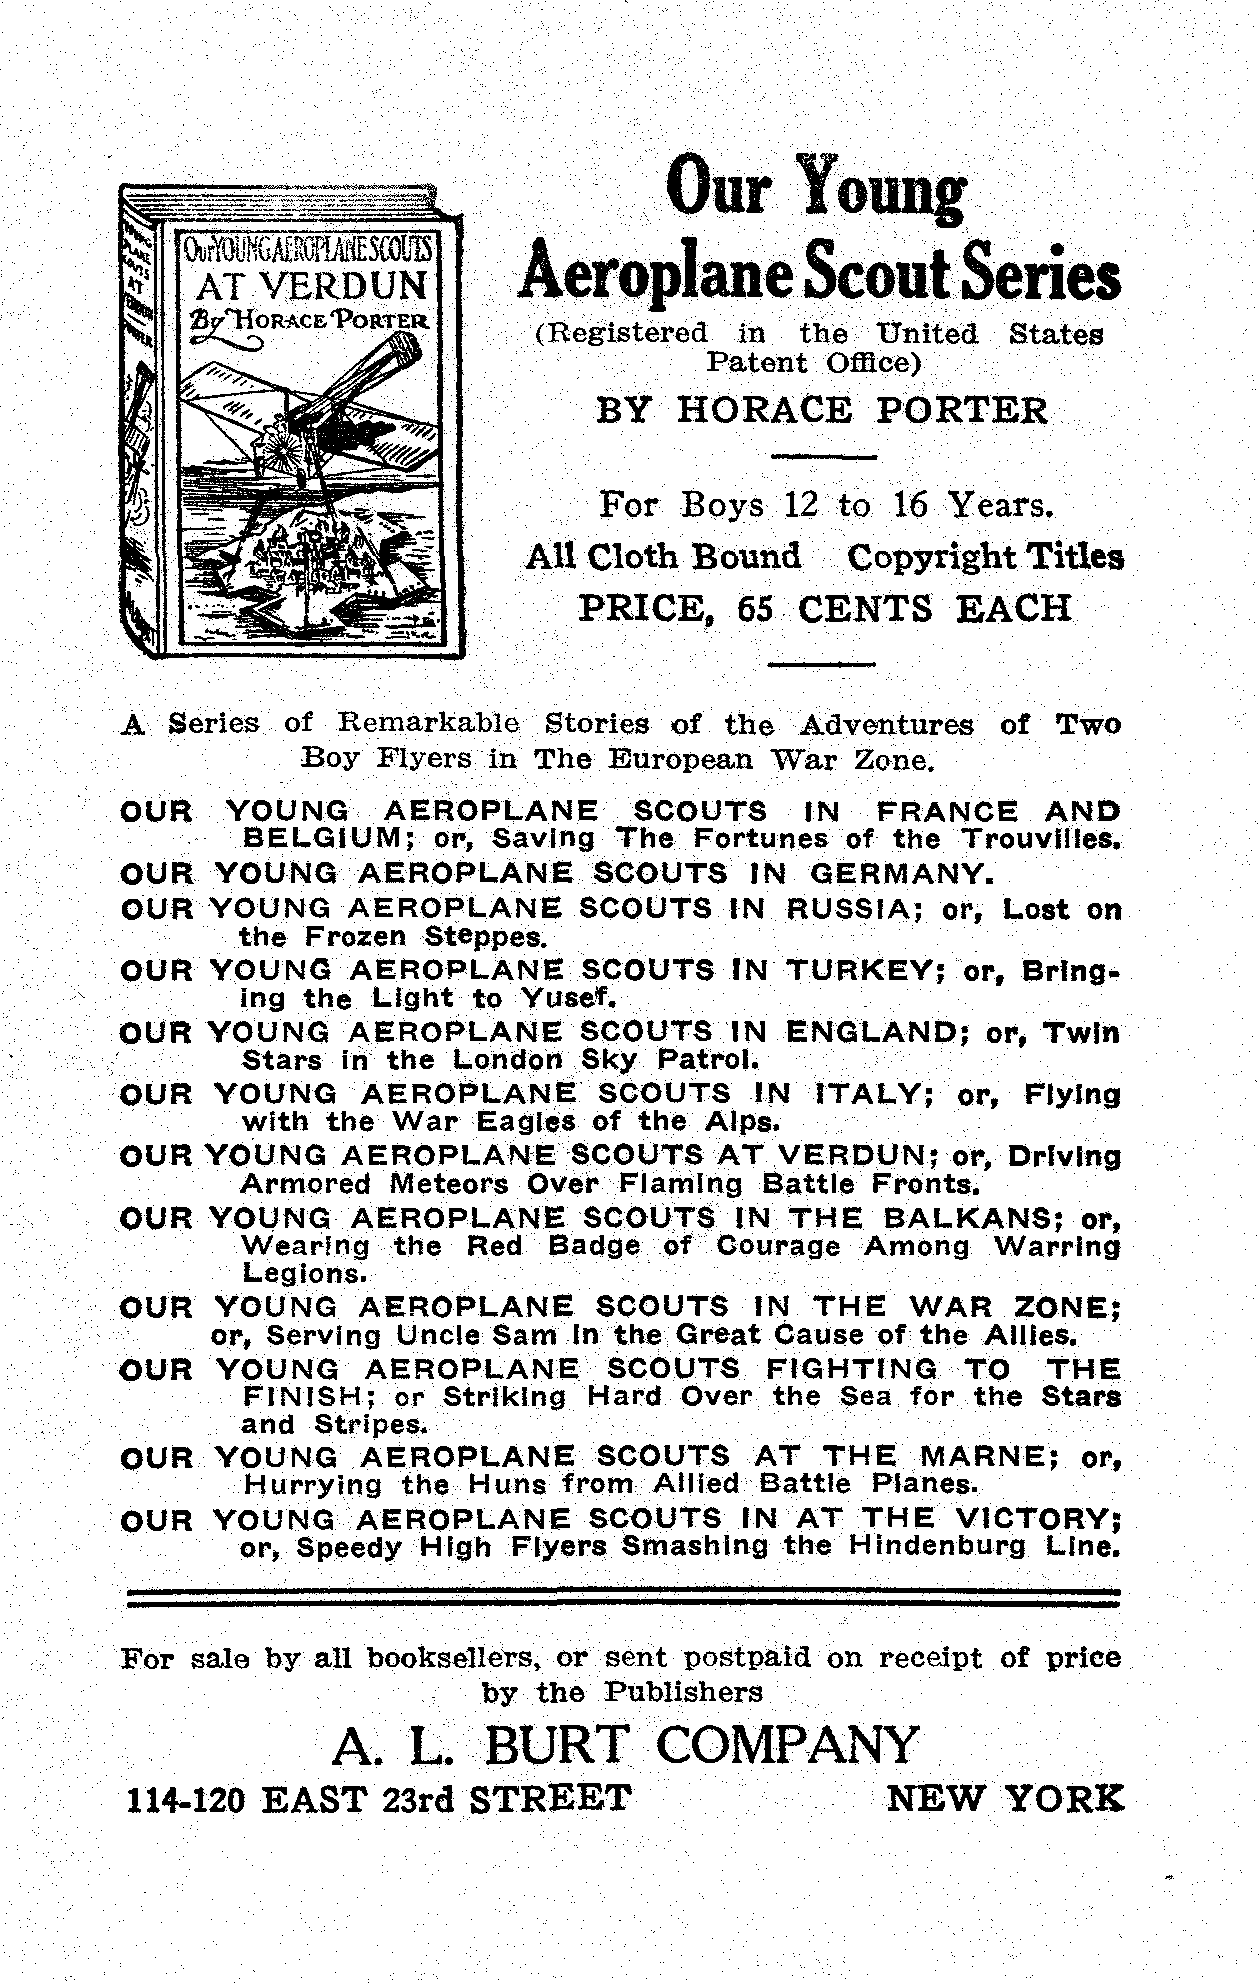 OUR YOUNG AEROPLANE SCOUTS
AT VERDUN
By HORACE PORTER
Our Young
Aeroplane Scout Series
(Registered in the United States
Patent Office)
BY HORACE PORTER
For Boys 12 to 16 Years.
All Cloth Bound Copyright Titles
PRICE, 65 CENTS EACH
A Series of Remarkable Stories of the Adventures of Two
Boy Flyers in The European War Zone.
OUR YOUNG AEROPLANE SCOUTS IN FRANCE AND
BELGIUM; or, Saving The Fortunes of the Trouvilles.
OUR YOUNG AEROPLANE SCOUTS IN GERMANY.
OUR YOUNG AEROPLANE SCOUTS IN RUSSIA; or, Lost on
the Frozen Steppes.
OUR YOUNG AEROPLANE SCOUTS IN TURKEY; or, Bring-
ing the Light to Yusef.
OUR YOUNG AEROPLANE SCOUTS IN ENGLAND; or, Twin
Stars in the London Sky Patrol.
OUR YOUNG AEROPLANE SCOUTS IN ITALY; or, Flying
with the War Eagles of the Alps.
OUR YOUNG AEROPLANE SCOUTS AT VERDUN; or, Driving
Armored Meteors Over Flaming Battle Fronts.
OUR YOUNG AEROPLANE SCOUTS IN THE BALKANS; or,
Wearing the Red Badge of Courage Among Warring
Legions.
OUR YOUNG AEROPLANE SCOUTS IN THE WAR ZONE;
or, Serving Uncle Sam In the Great Cause of the Allies.
OUR YOUNG AEROPLANE SCOUTS FIGHTING TO THE
FINISH; or Striking Hard Over the Sea for the Stars
and Stripes.
OUR YOUNG AEROPLANE SCOUTS AT THE MARNE; or,
Hurrying the Huns from Allied Battle Planes.
OUR YOUNG AEROPLANE SCOUTS IN AT THE VICTORY;
or, Speedy High Flyers Smashing the Hindenburg Line.
For sale by all booksellers, or sent postpaid on receipt of price
by the Publishers
A. L. BURT COMPANY
114-120 EAST 23rd STREET NEW YORK